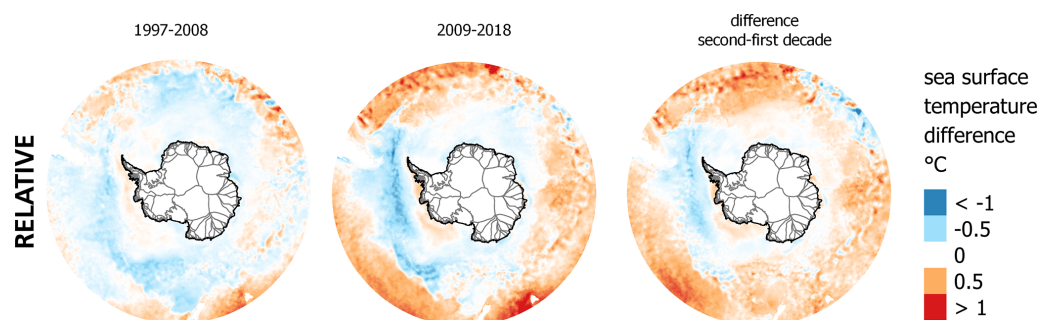 1997-2008
2009-2018
difference
second-first decade
RELATIVE
sea surface
temperature
difference
°C
< -1
-0.5
0
0.5
> 1